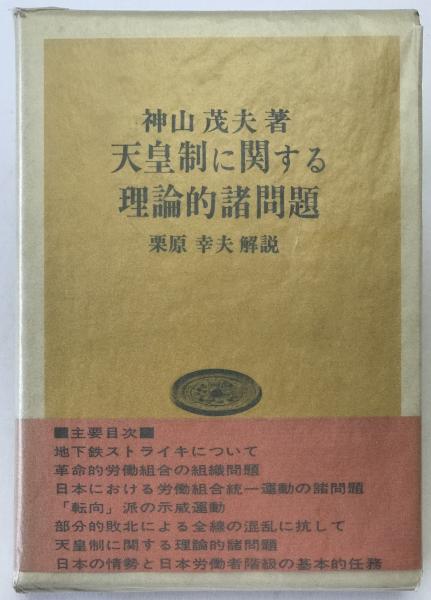 神山 茂夫 著
天皇制に関する
理論的諸問題
栗原 幸夫 解説
■主要目次■
地下鉄ストライキについて
革命的労働組合の組織問題
日本における労働組合統一運動の諸問題
「転向」派の示威運動
部分的敗北による全線の混乱に抗して
天皇制に関する理論的諸問題
日本の情勢と日本労働者階級の基本的任務